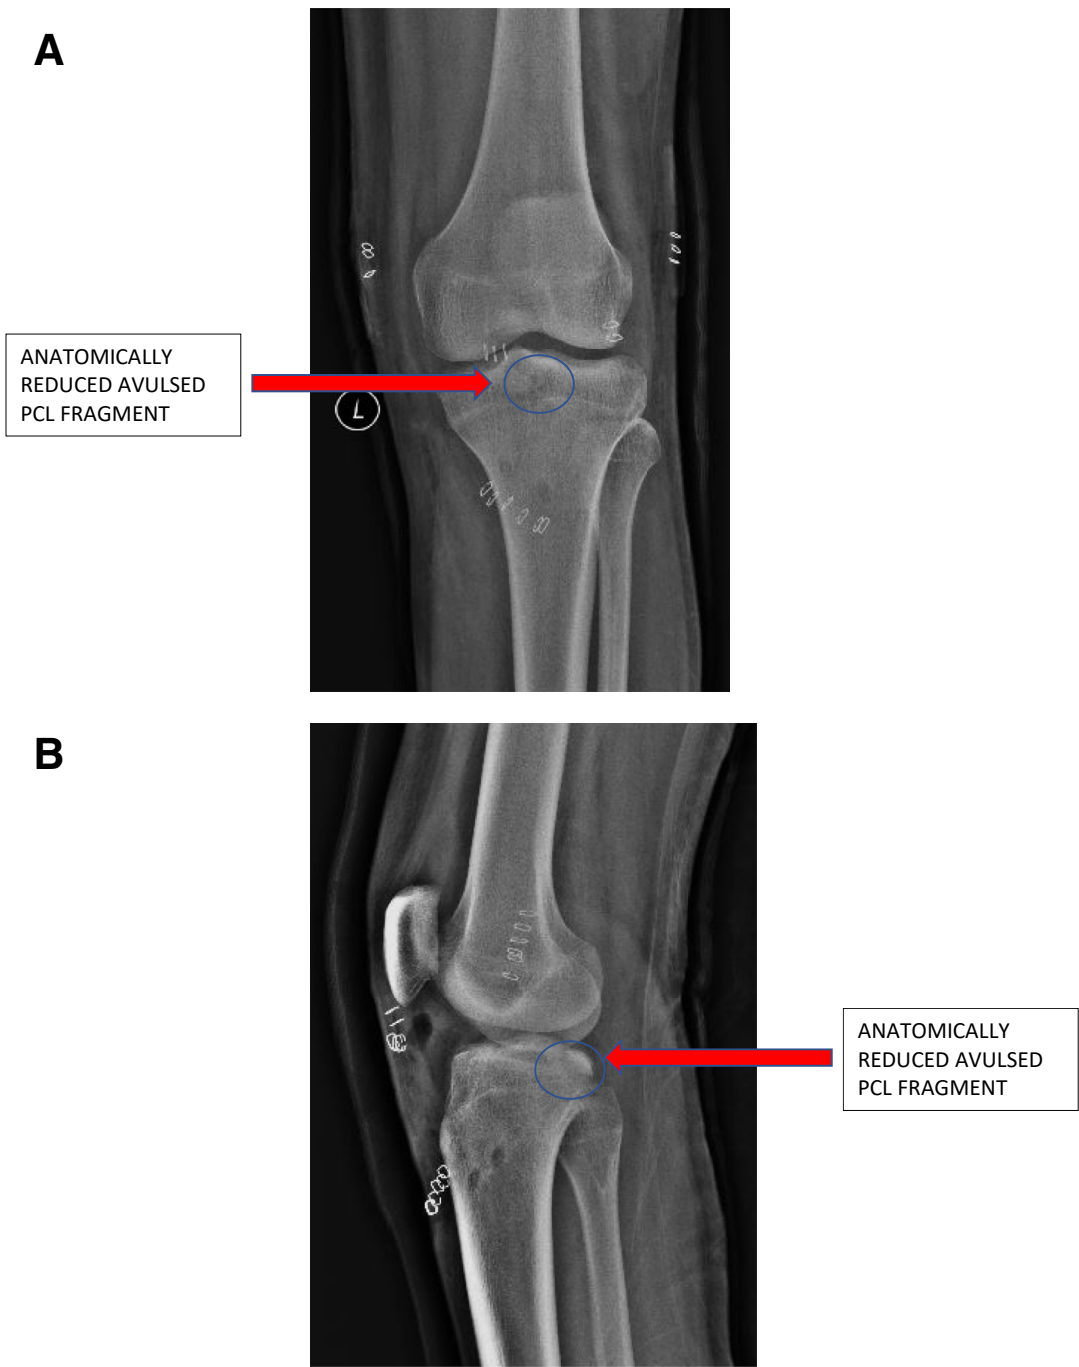 A
ANATOMICALLY
REDUCED AVULSED
PCL FRAGMENT
L
B
ANATOMICALLY
REDUCED AVULSED
PCL FRAGMENT